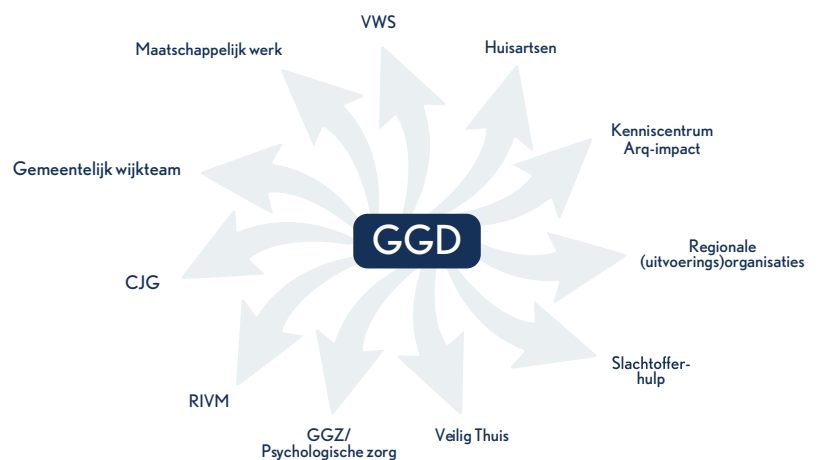 VWS
Maatschappelijk werk
Huisartsen
Kenniscentrum
Arq-impact
Gemeentelijk wijkteam
GGD
Regionale
(uitvoerings)organisaties
CJG
Slachtoffer-
hulp
RIVM
GGZ/
Psychologische zorg
Veilig Thuis